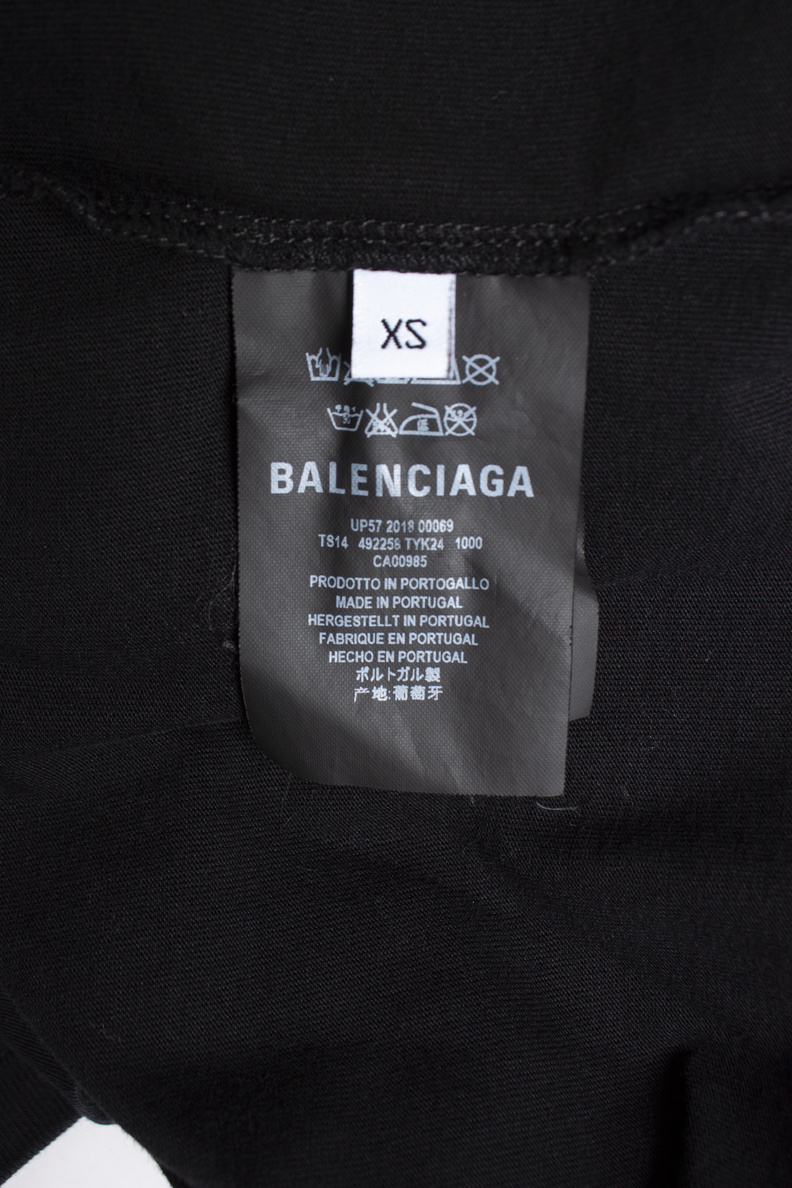 XS
BALENCIAGA
UP57 2018 00069
TS14 492256 TYK24 1000
CA00985
PRODOTTO IN PORTOGALLO
MADE IN PORTUGAL
HERGESTELLT IN PORTUGAL
FABRIQUE EN PORTUGAL
HECHO EN PORTUGAL
ポルトガル製
产地:葡萄牙